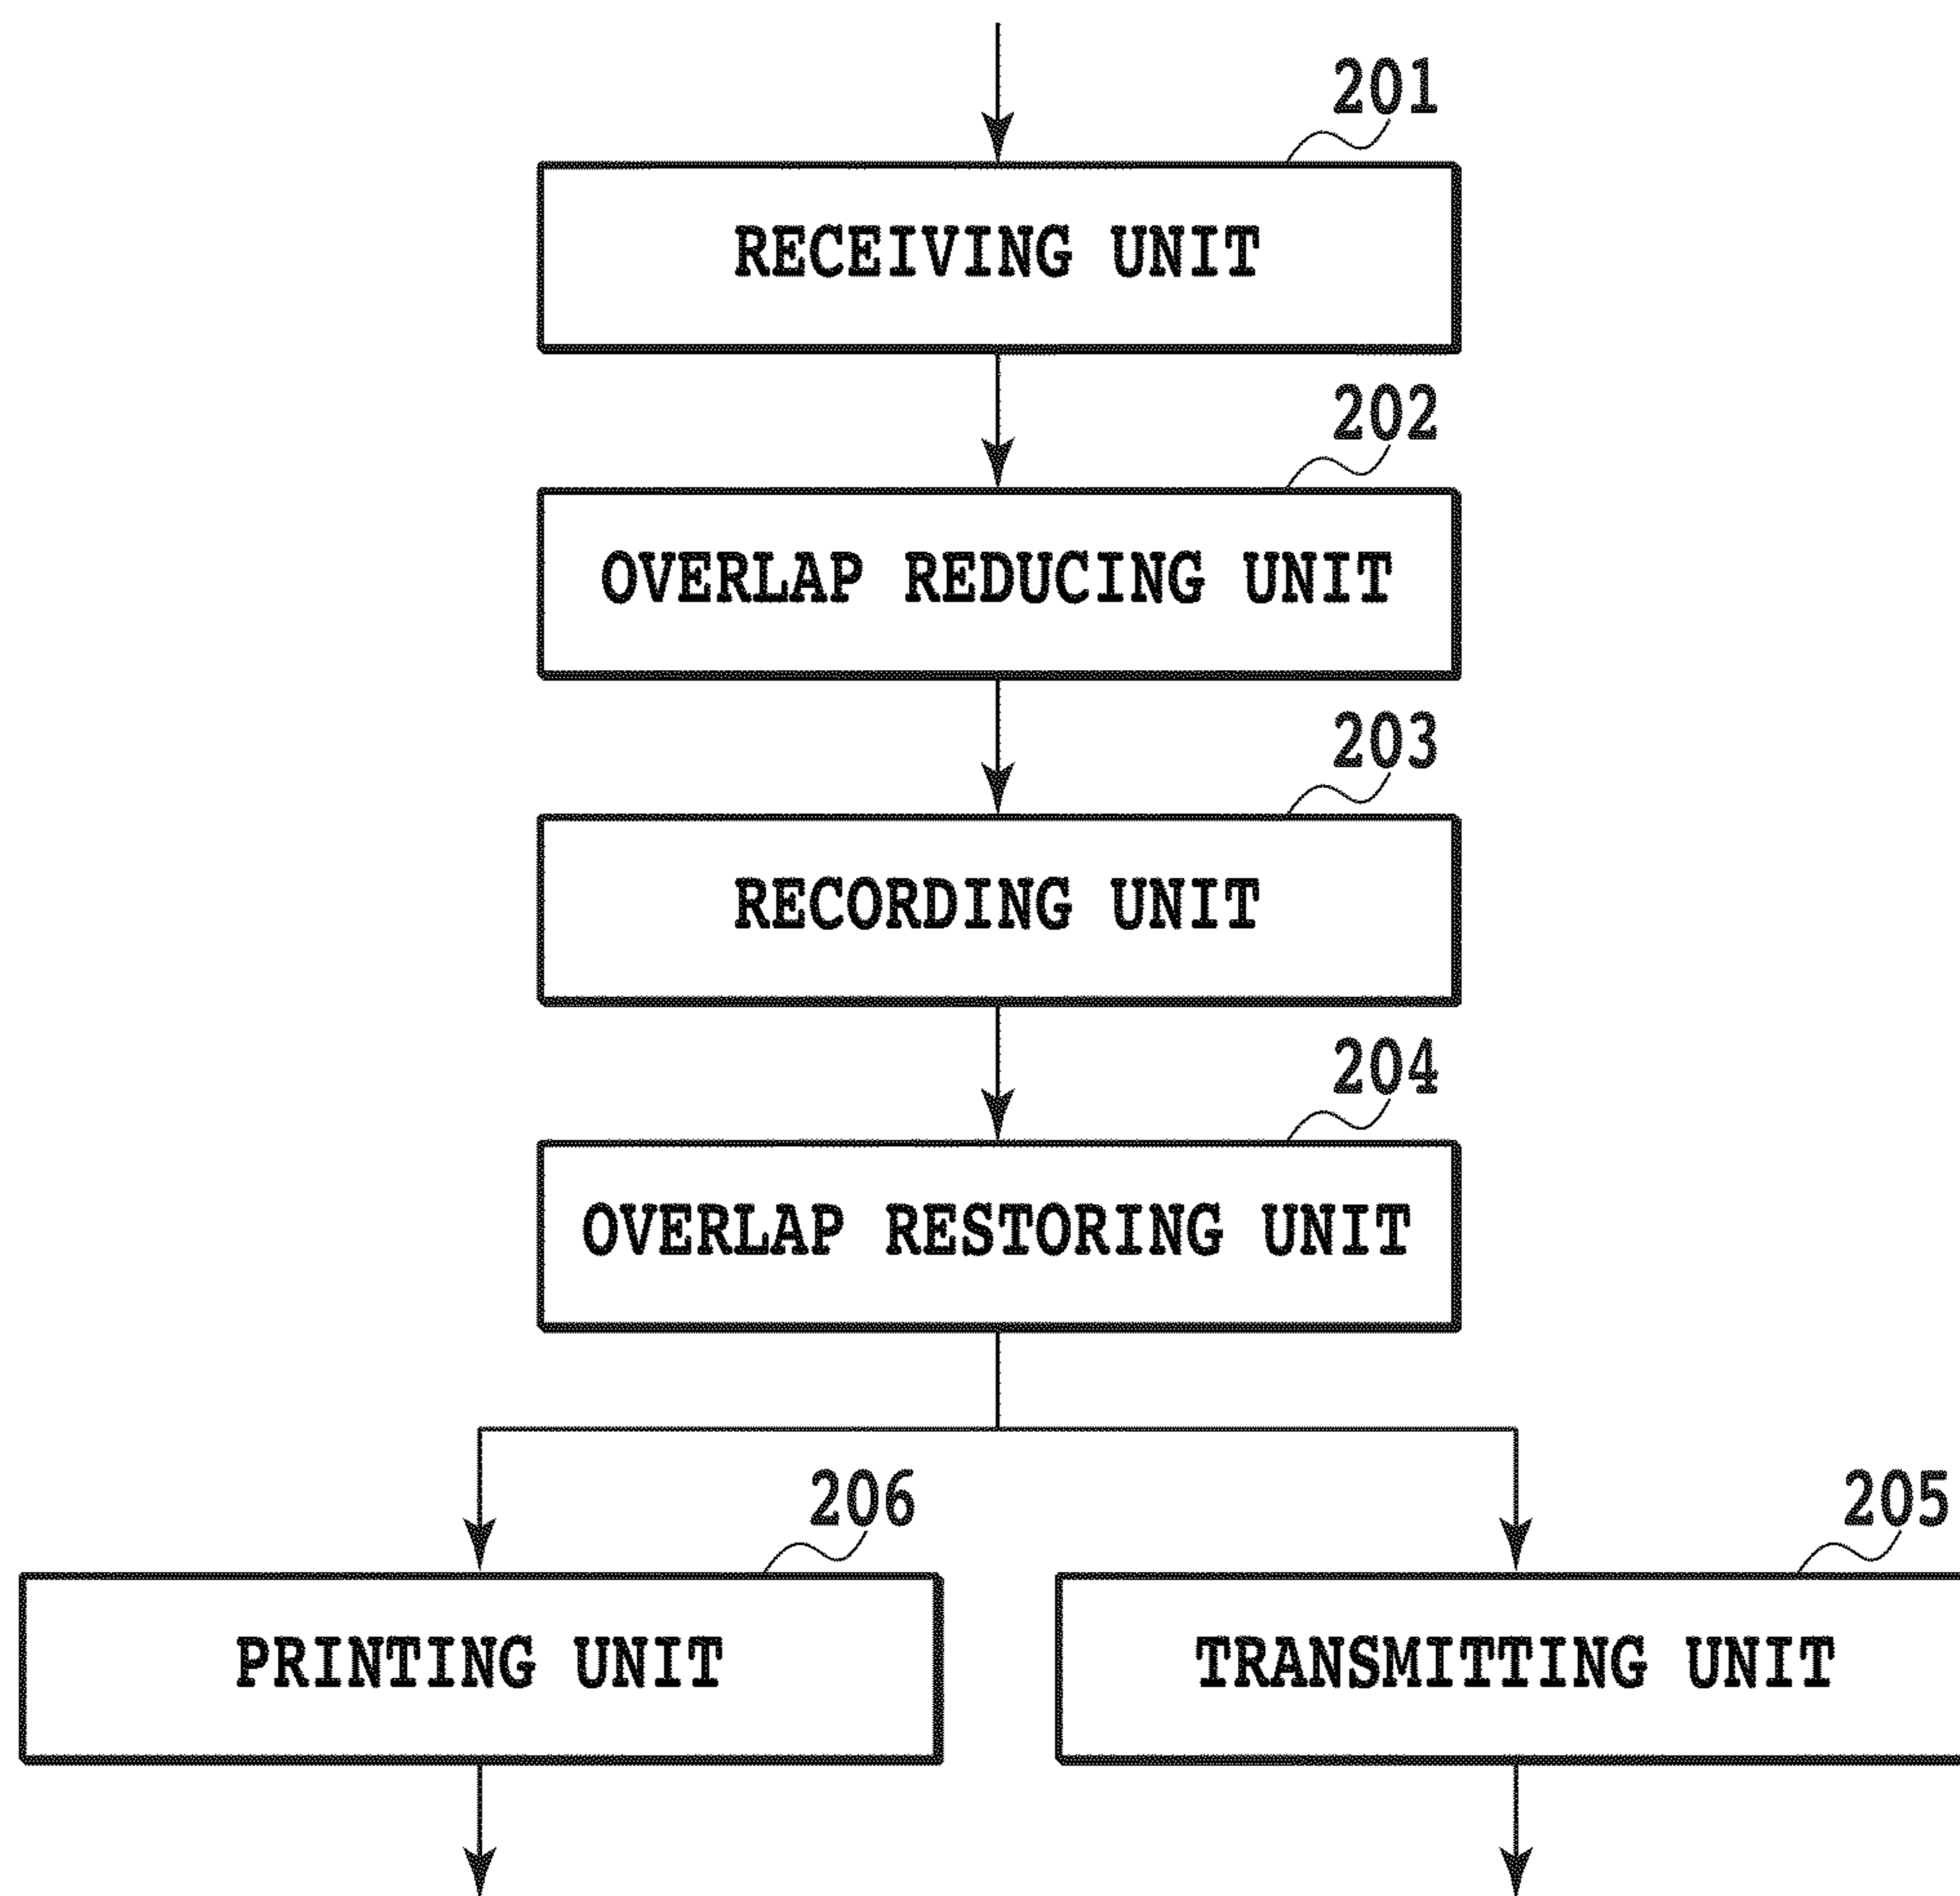 201
RECEIVING UNIT
202
OVERLAP REDUCING UNIT
203
RECORDING UNIT
204
OVERLAP RESTORING UNIT
206
PRINTING UNIT
205
TRANSMITTING UNIT